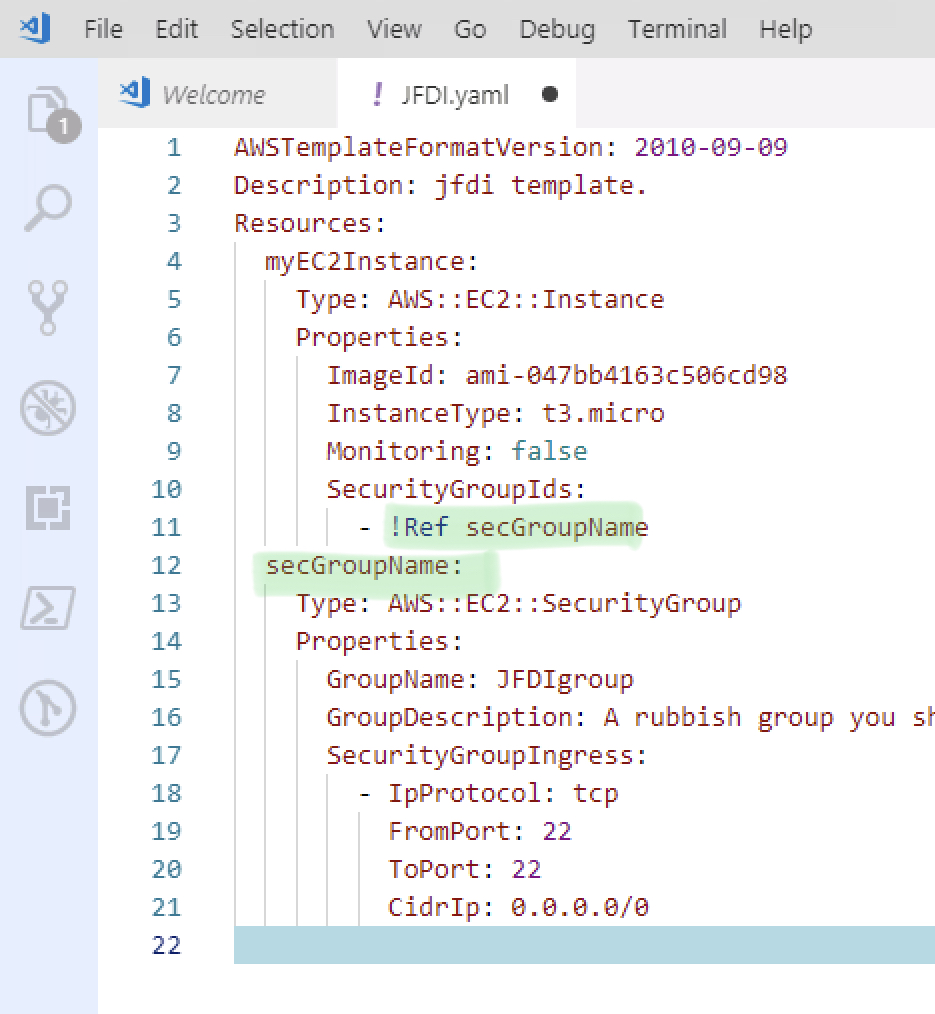 File Edit Selection View Go Debug Terminal Help
Welcome ! JFDI.yaml
1
1 AWSTemplateFormatVersion: 2010-09-09
2 Description: jfdi template.
3 Resources:
4 myEC2Instance:
5 Type: AWS::EC2::Instance
6 Properties:
7 ImageId: ami-047bb4163c506cd98
8 InstanceType: t3.micro
9 Monitoring: false
10 SecurityGroupIds:
11 - !Ref secGroupName
12 secGroupName:
13 Type: AWS::EC2::SecurityGroup
14 Properties:
15 GroupName: JFDIgroup
16 GroupDescription: A rubbish group you sh
17 SecurityGroupIngress:
18 - IpProtocol: tcp
19 FromPort: 22
20 ToPort: 22
21 CidrIp: 0.0.0.0/0
22